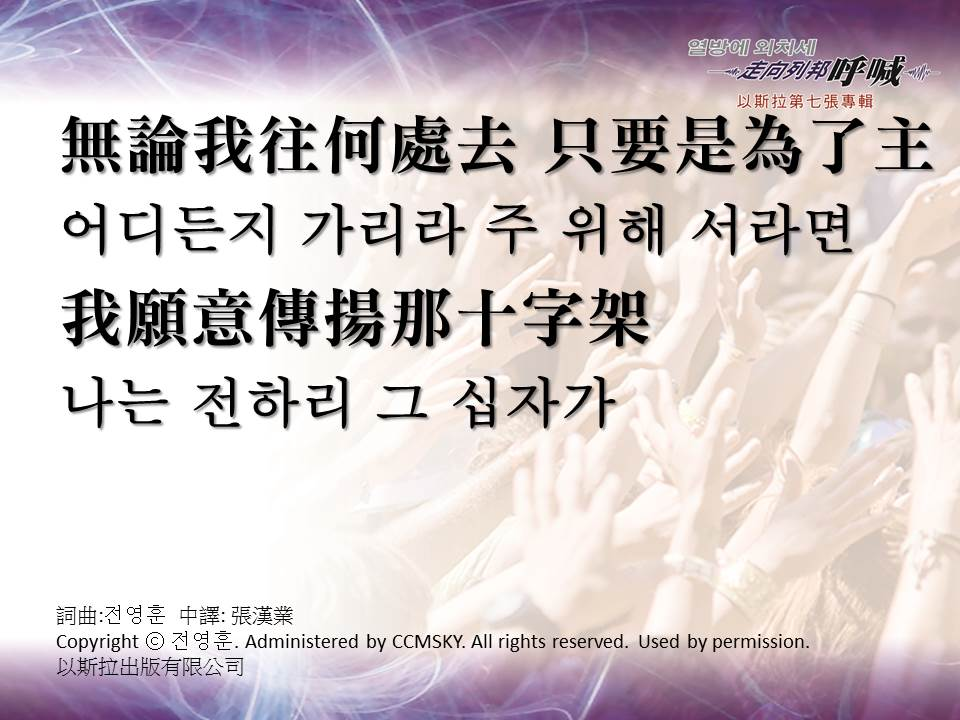 열방에 외치세
走向列邦呼喊
以斯拉第七張專輯
無論我往何處去 只要是為了主
어디든지 가리라 주 위해 서라면
我願意傳揚那十字架
나는 전하리 그 십자가
詞曲:전영훈 中譯: 張漢業
Copyright ⓒ 전영훈. Administered by CCMSKY. All rights reserved. Used by permission.
以斯拉出版有限公司